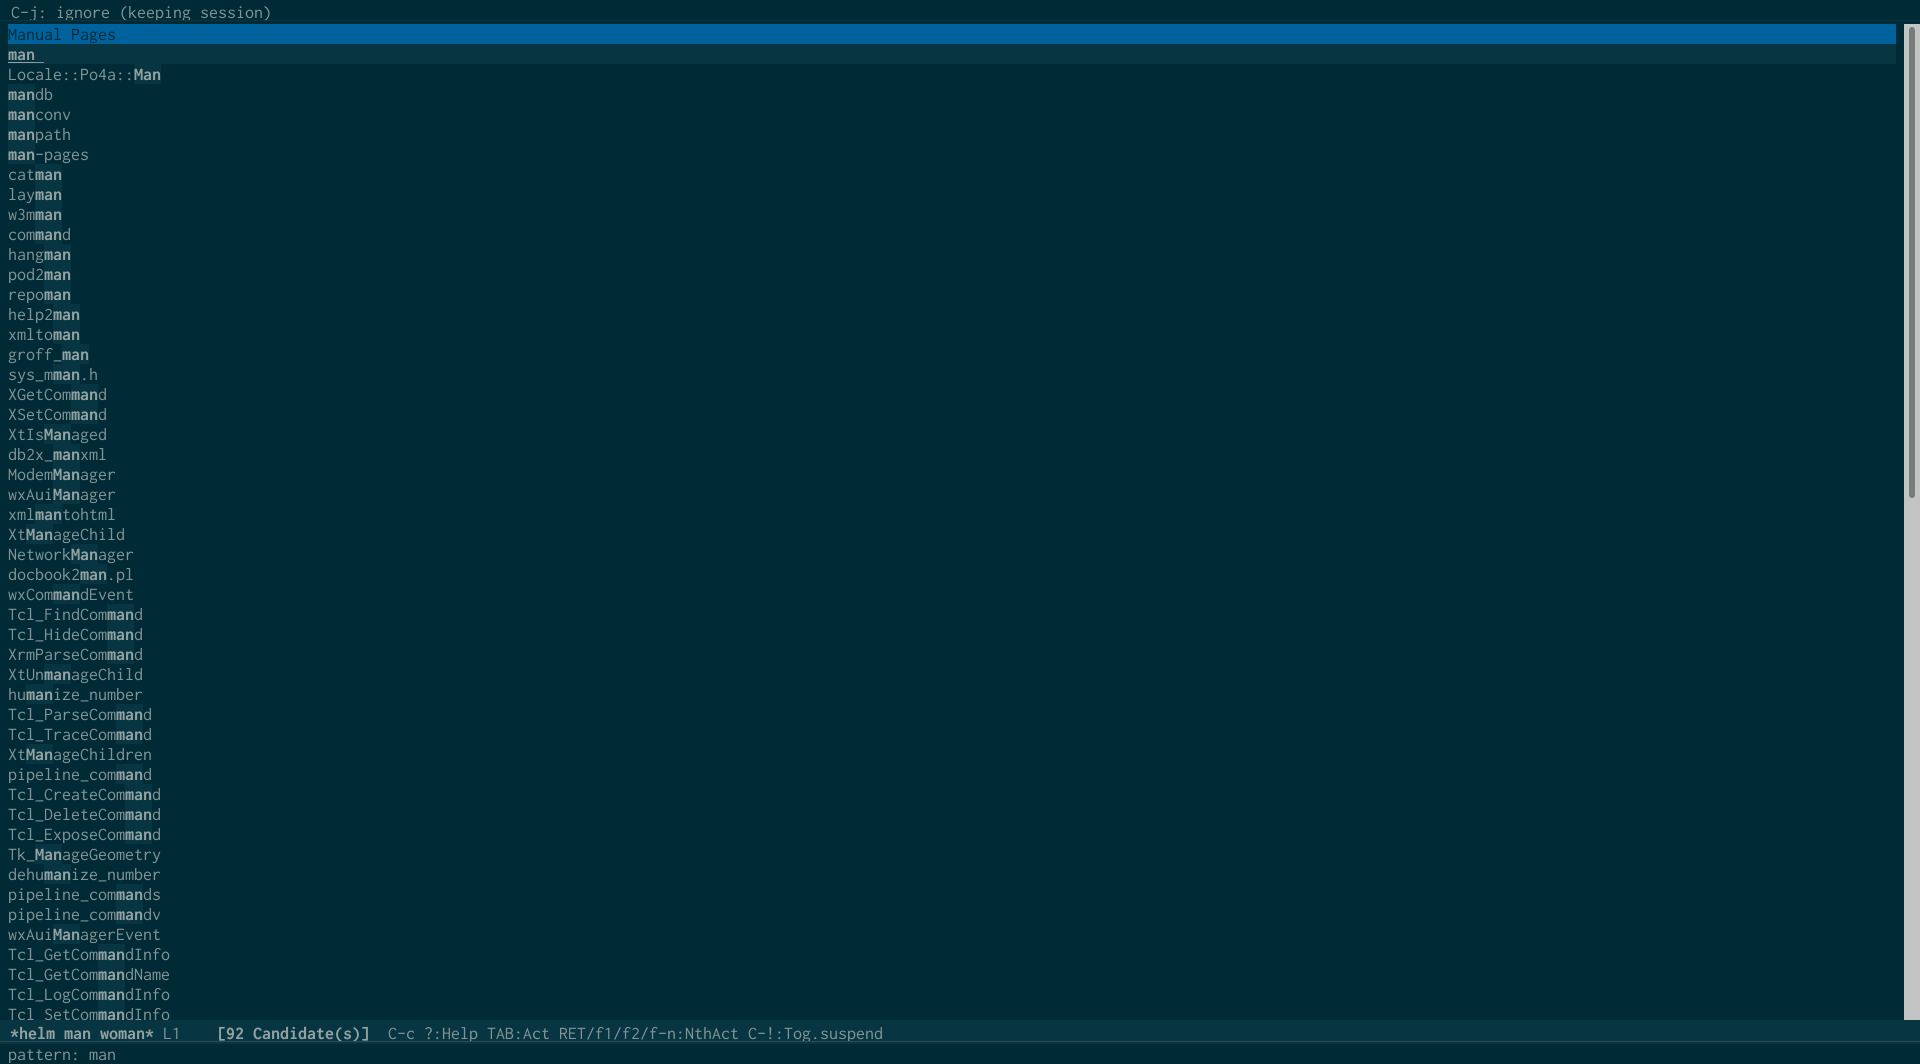 C-j: ignore (keeping session)
Manual Pages
man
Locale::Po4a::Man
mandb
manconv
manpath
man-pages
catman
layman
w3mman
command
hangman
pod2man
repoman
help2man
xmltoman
groff_man
sys_mman.h
XGetCommand
XSetCommand
XtIsManaged
db2x_manxml
ModemManager
wxAuiManager
xmlmantohtml
XtManageChild
NetworkManager
docbook2man.pl
wxCommandEvent
Tcl_FindCommand
Tcl_HideCommand
XrmParseCommand
XtUnmanageChild
humanize_number
Tcl_ParseCommand
Tcl_TraceCommand
XtManageChildren
pipeline_command
Tcl_CreateCommand
Tcl_DeleteCommand
Tcl_ExposeCommand
Tk_ManageGeometry
dehumanize_number
pipeline_commands
pipeline_commandv
wxAuiManagerEvent
Tcl_GetCommandInfo
Tcl_GetCommandName
Tcl_LogCommandInfo
Tcl_SetCommandInfo
*helm man woman* L1 [92 Candidate(s)] C-c ?:Help TAB:Act RET/f1/f2/f-n:NthAct C-!:Tog.suspend
pattern: man